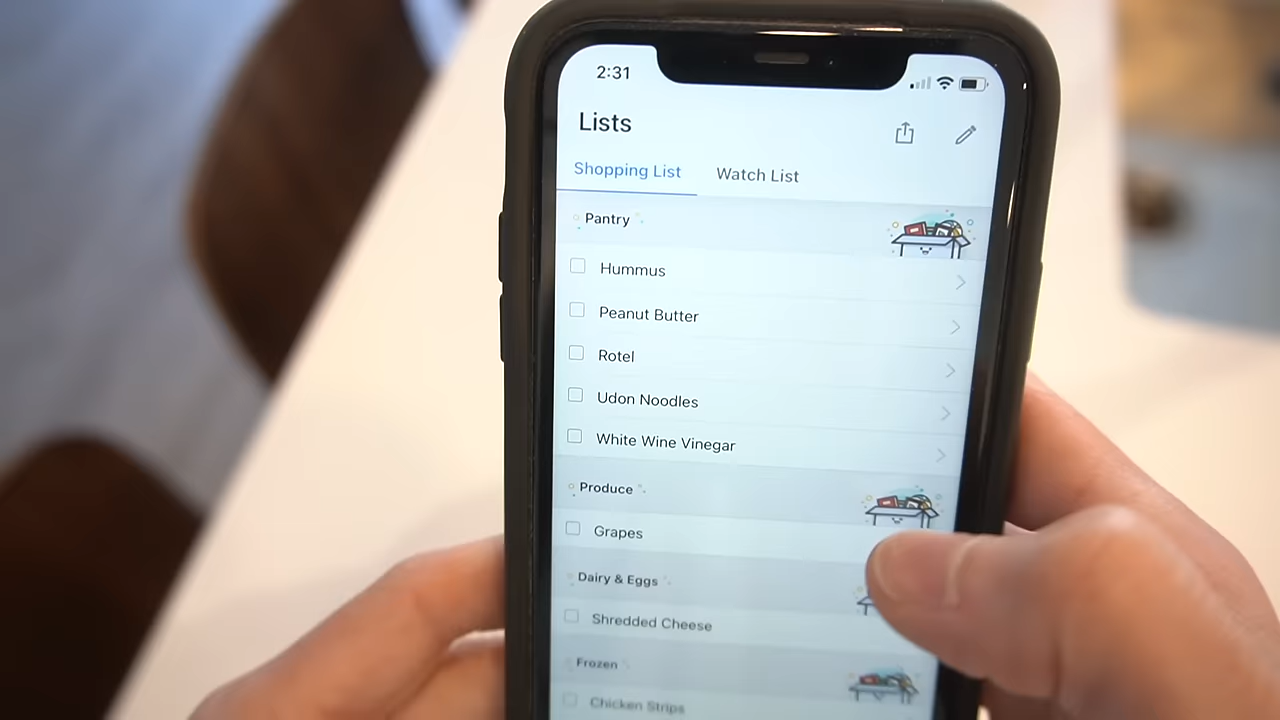 2:31
Lists
Shopping List Watch List
Pantry
Hummus
Peanut Butter
Rotel
Udon Noodles
White Wine Vinegar
Produce
Grapes
Dairy & Eggs
Shredded Cheese
Frozen
Chicken Strips